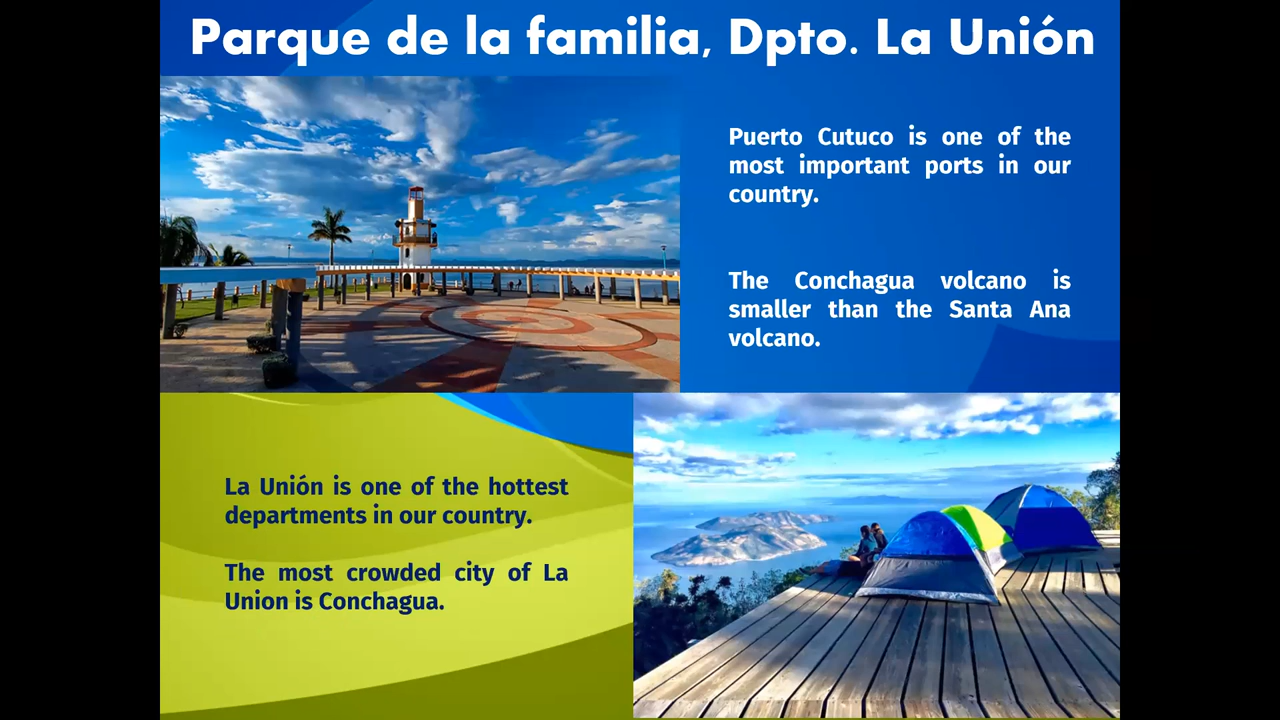 Parque de la familia, Dpto. La Unión
Puerto Cutuco is one of the
most important ports in our
country.
The Conchagua volcano is
smaller than the Santa Ana
volcano.
La Unión is one of the hottest
departments in our country.
The most crowded city of La
Union is Conchagua.